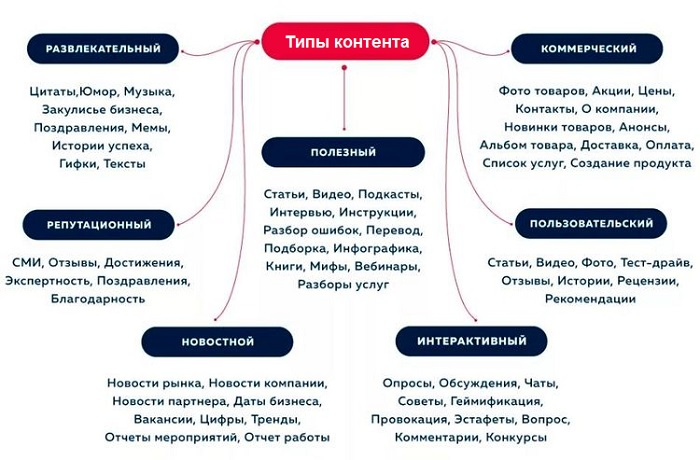 Типы контента
РАЗВЛЕКАТЕЛЬНЫЙ
Цитаты,Юмор, Музыка,
Закулисье бизнеса,
Поздравления, Мемы,
Истории успеха,
Гифки, Тексты
КОММЕРЧЕСКИЙ
Фото товаров, Акции, Цены,
Контакты, О компании,
Новинки товаров, Анонсы,
Альбом товара, Доставка, Оплата,
Список услуг, Создание продукта
ПОЛЕЗНЫЙ
Статьи, Видео, Подкасты,
Интервью, Инструкции,
Разбор ошибок, Перевод,
Подборка, Инфографика,
Книги, Мифы, Вебинары,
Разборы услуг
РЕПУТАЦИОННЫЙ
СМИ, Отзывы, Достижения,
Экспертность, Поздравления,
Благодарность
ПОЛЬЗОВАТЕЛЬСКИЙ
Статьи, Видео, Фото, Тест-драйв,
Отзывы, Истории, Рецензии,
Рекомендации
НОВОСТНОЙ
Новости рынка, Новости компании,
Новости партнера, Даты бизнеса,
Вакансии, Цифры, Тренды,
Отчеты мероприятий, Отчет работы
ИНТЕРАКТИВНЫЙ
Опросы, Обсуждения, Чаты,
Советы, Геймификация,
Провокация, Эстафеты, Вопрос,
Комментарии, Конкурсы